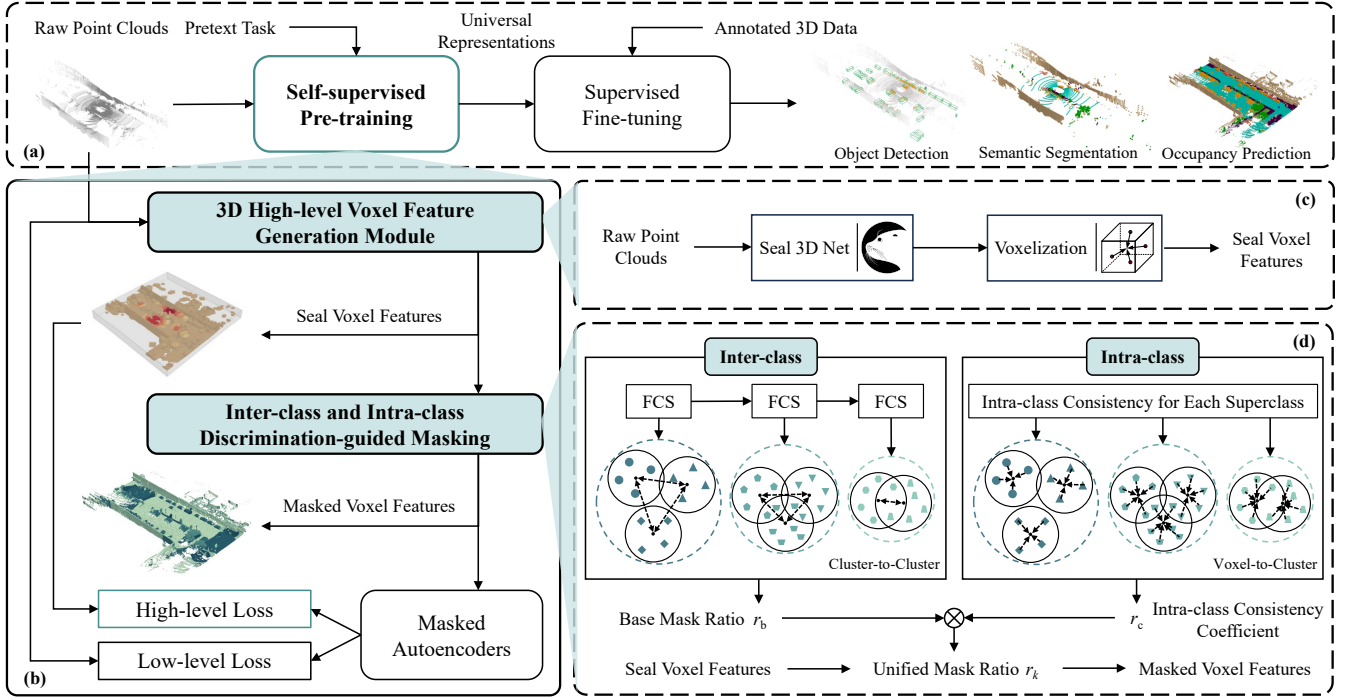 Raw Point Clouds
Pretext Task
Universal
Representations
Annotated 3D Data
Self-supervised
Pre-training
Supervised
Fine-tuning
(a)
Object Detection
Semantic Segmentation
Occupancy Prediction
3D High-level Voxel Feature
Generation Module
Seal Voxel Features
Inter-class and Intra-class
Discrimination-guided Masking
Masked Voxel Features
High-level Loss
Low-level Loss
Masked
Autoencoders
(b)
(c)
Raw Point
Clouds
Seal 3D Net
Voxelization
Seal Voxel
Features
(d)
Inter-class
FCS
FCS
FCS
Cluster-to-Cluster
Intra-class
Intra-class Consistency for Each Superclass
Voxel-to-Cluster
Base Mask Ratio r_b
r_c Intra-class Consistency
Coefficient
Seal Voxel Features
Unified Mask Ratio r_k
Masked Voxel Features